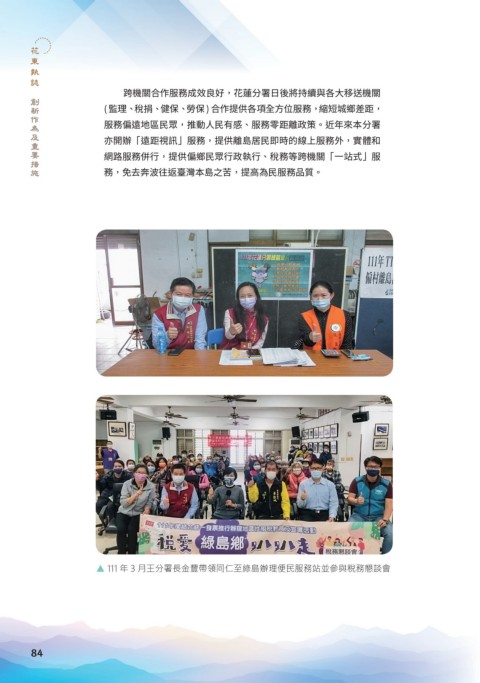 花東執誌
創新作為及重要措施
跨機關合作服務成效良好，花蓮分署日後將持續與各大移送機關
(監理、稅捐、健保、勞保) 合作提供各項全方位服務，縮短城鄉差距，
服務偏遠地區民眾，推動人民有感、服務零距離政策。近年來本分署
亦開辦「遠距視訊」服務，提供離島居民即時的線上服務外，實體和
網路服務併行，提供偏鄉民眾行政執行、稅務等跨機關「一站式」服
務，免去奔波往返臺灣本島之苦，提高為民服務品質。
111年
偏村離島
綠島鄉 趴趴走
稅務懇談會
▲ 111 年 3 月王分署長金豐帶領同仁至綠島辦理便民服務站並參與稅務懇談會
84